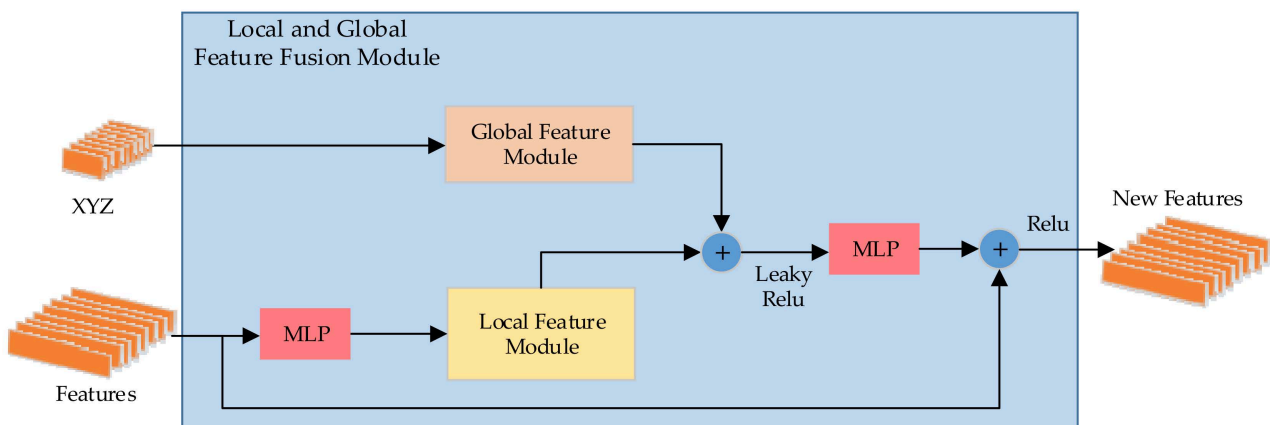 Local and Global
Feature Fusion Module
Global Feature
Module
XYZ
New Features
Relu
+
MLP
+
Leaky
Relu
MLP
Local Feature
Module
Features